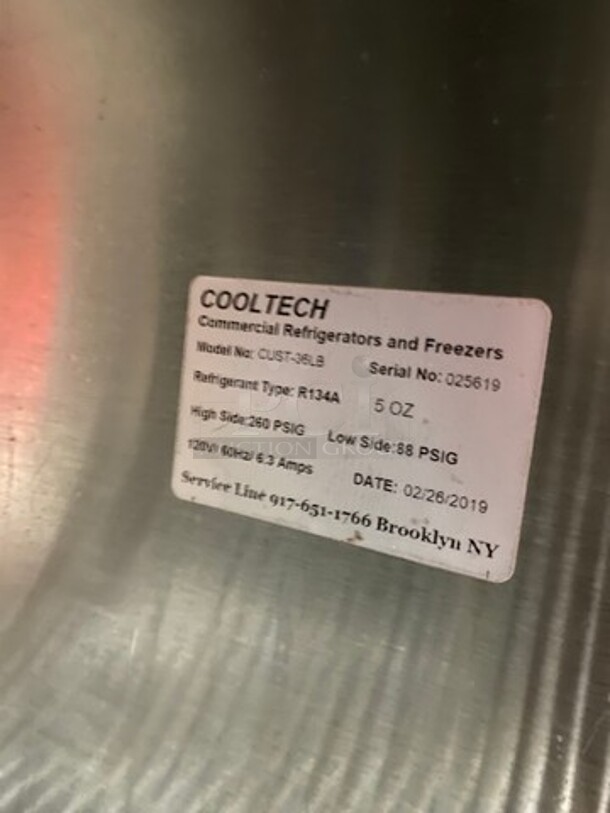 COOLTECH
Commercial Refrigerators and Freezers
Model No: CUST-36LB Serial No: 025619
Refrigerant Type: R134A 5 OZ
High Side:260 PSIG Low Side:88 PSIG
120V/ 60Hz/ 6.3 Amps DATE: 02/26/2019
Service Line 917-651-1766 Brooklyn NY
AUCTION GROUP